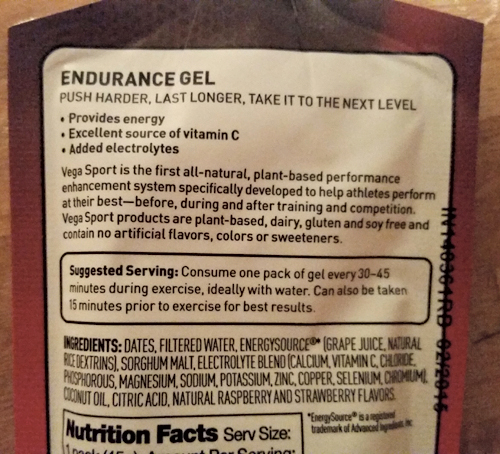 ENDURANCE GEL
PUSH HARDER, LAST LONGER, TAKE IT TO THE NEXT LEVEL
• Provides energy
• Excellent source of vitamin C
• Added electrolytes
Vega Sport is the first all-natural, plant-based performance
enhancement system specifically developed to help athletes perform
at their best—before, during and after training and competition.
Vega Sport products are plant-based, dairy, gluten and soy free and
contain no artificial flavors, colors or sweeteners.
Suggested Serving: Consume one pack of gel every 30–45
minutes during exercise, ideally with water. Can also be taken
15 minutes prior to exercise for best results.
INGREDIENTS: DATES, FILTERED WATER, ENERGYSOURCE®* (GRAPE JUICE, NATURAL
RICE DEXTRINS), SORGHUM MALT, ELECTROLYTE BLEND (CALCIUM, VITAMIN C, CHLORIDE,
PHOSPHOROUS, MAGNESIUM, SODIUM, POTASSIUM, ZINC, COPPER, SELENIUM, CHROMIUM),
COCONUT OIL, CITRIC ACID, NATURAL RASPBERRY AND STRAWBERRY FLAVORS.
*EnergySource® is a registered
trademark of Advanced Ingredients, Inc.
Nutrition Facts Serv Size:
1 pack Amount Per Serving:
02/2015